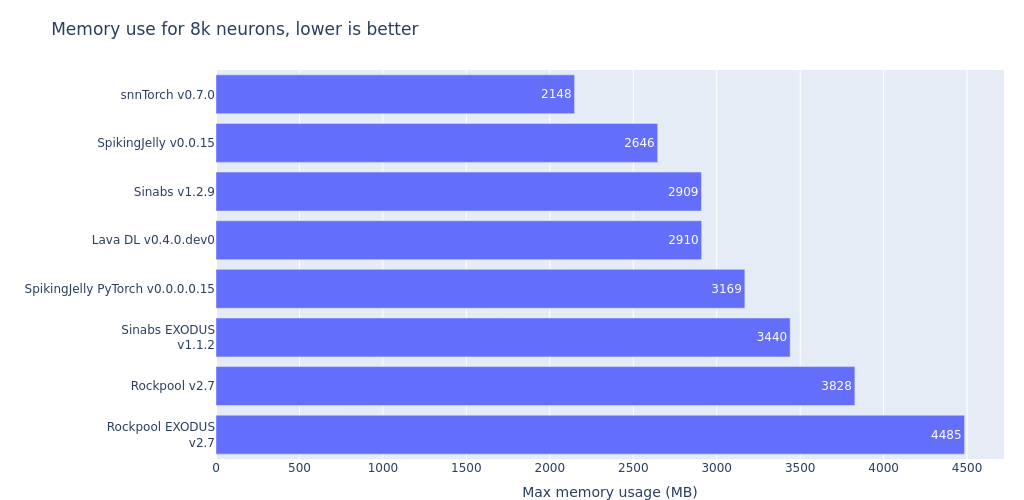 Memory use for 8k neurons, lower is better
snnTorch v0.7.0
2148
SpikingJelly v0.0.15
2646
Sinabs v1.2.9
2909
Lava DL v0.4.0.dev0
2910
SpikingJelly PyTorch v0.0.0.0.15
3169
Sinabs EXODUS
v1.1.2
3440
Rockpool v2.7
3828
Rockpool EXODUS
v2.7
4485
0 500 1000 1500 2000 2500 3000 3500 4000 4500
Max memory usage (MB)